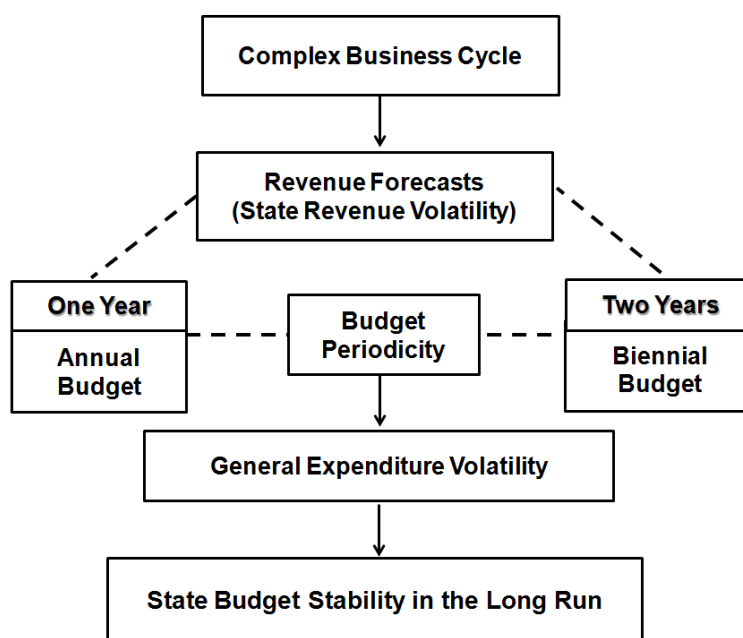 Complex Business Cycle
Revenue Forecasts
(State Revenue Volatility)
One Year
Annual
Budget
Budget
Periodicity
Two Years
Biennial
Budget
General Expenditure Volatility
State Budget Stability in the Long Run